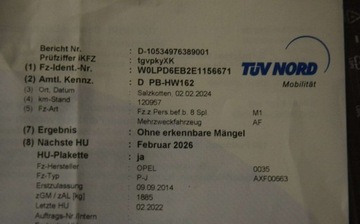 Bericht Nr. D-10534976389001
Prüfziffer iKFZ tgvpkyXK
(1) Fz-Ident.-Nr. W0LPD6EB2E1156671
(2) Amtl. Kennz. D PB-HW162
(3) Ort, Datum Salzkotten, 02.02.2024
(4) km-Stand 120957
(5) Fz-Art Fz.z.Pers.bef.b. 8 Spl. M1
Mehrzweckfahrzeug AF
(7) Ergebnis : Ohne erkennbare Mängel
(8) Nächste HU : Februar 2026
HU-Plakette : ja
Fz-Hersteller : OPEL 0035
Fz-Typ : P-J AXF00663
Erstzulassung : 09.09.2014
zGM / zAL [kg] : 1885
Letzte HU : 02.2022
Auftrags-Nr./Intern
TÜV NORD
Mobilität